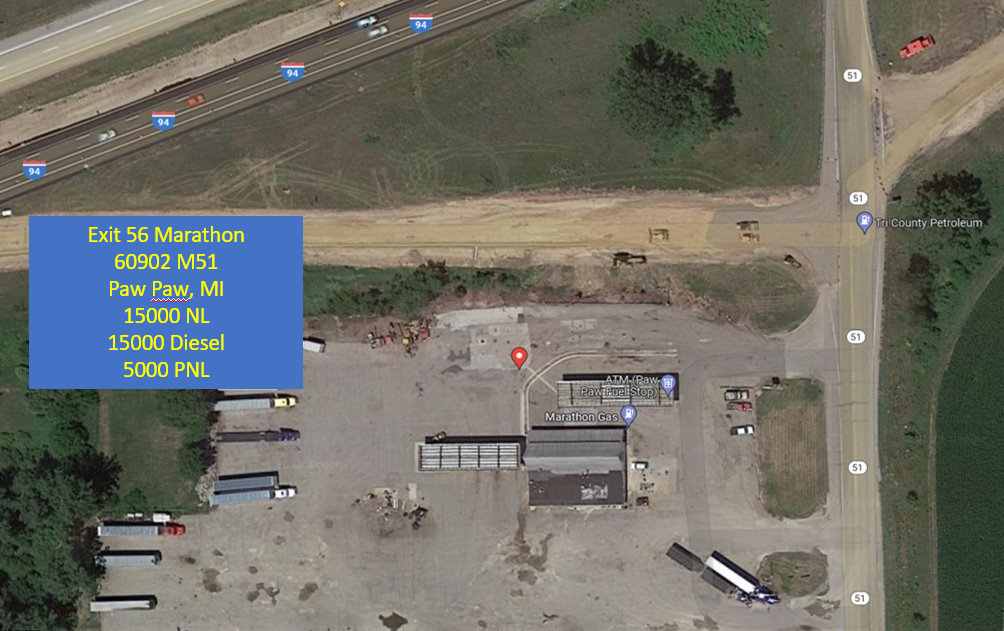 94
94
94
94
51
51
Tri County Petroleum
Exit 56 Marathon
60902 M51
Paw Paw, MI
15000 NL
15000 Diesel
5000 PNL
51
ATM (Paw
Paw Fuel Stop)
Marathon Gas
51
51